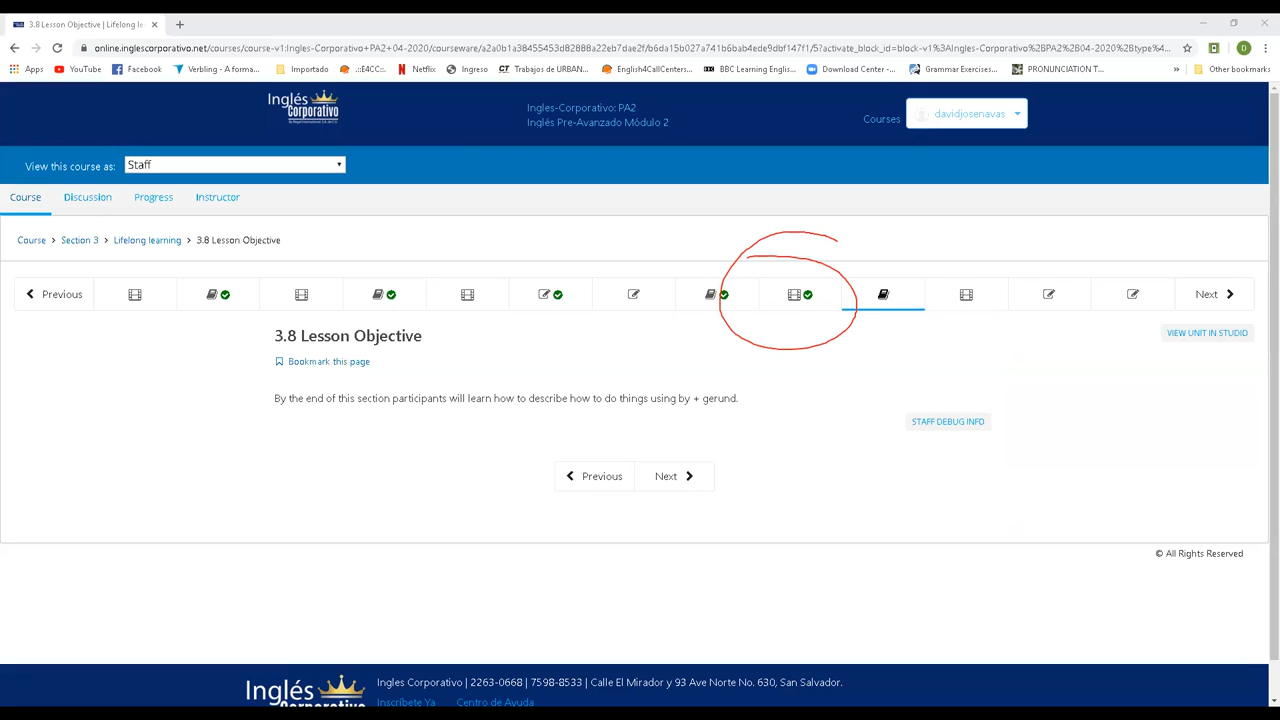 3.8 Lesson Objective | Lifelong le
online.inglescorporativo.net/courses/course-v1:Ingles-Corporativo+PA2+04-2020/courseware/a2a0b1a38455453d82888a22eb7dae2f/b6da15b027a741b6bab4ede9dbf147f1/5?activate_block_id=block-v1%3AIngles-Corporativo%2BPA2%2B04-2020%2Btype%4...
D
Apps YouTube Facebook Verbling - A forma... Importado .::E4CC::. Netflix Ingreso Trabajos de URBAN... English4CallCenters... BBC Learning Englis... Download Center -... Grammar Exercises... PRONUNCIATION T... » Other bookmarks
Inglés Corporativo
Ingles-Corporativo: PA2
Inglés Pre-Avanzado Módulo 2
Courses davidjosenavas
View this course as: Staff
Course Discussion Progress Instructor
Course > Section 3 > Lifelong learning > 3.8 Lesson Objective
Previous Next
3.8 Lesson Objective
VIEW UNIT IN STUDIO
Bookmark this page
By the end of this section participants will learn how to describe how to do things using by + gerund.
STAFF DEBUG INFO
Previous Next
© All Rights Reserved
Inglés Corporativo
Ingles Corporativo | 2263-0668 | 7598-8533 | Calle El Mirador y 93 Ave Norte No. 630, San Salvador.
Inscríbete Ya Centro de Ayuda